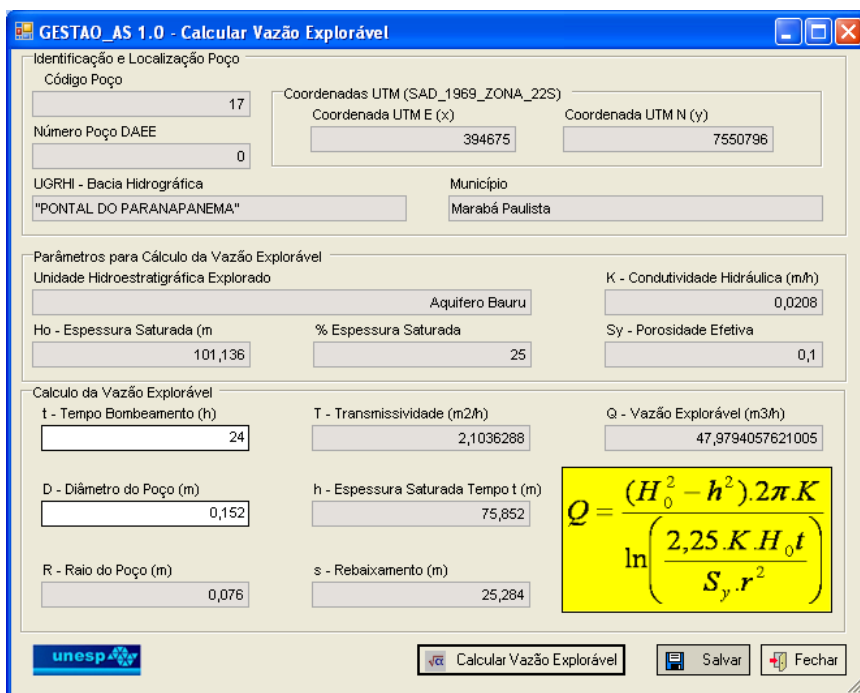 GESTAO_AS 1.0 - Calcular Vazão Explorável
Identificação e Localização Poço
Código Poço
17
Número Poço DAEE
0
Coordenadas UTM (SAD_1969_ZONA_22S)
Coordenada UTM E (x)
394675
Coordenada UTM N (y)
7550796
UGRHI - Bacia Hidrográfica
"PONTAL DO PARANAPANEMA"
Município
Marabá Paulista
Parâmetros para Cálculo da Vazão Explorável
Unidade Hidroestratigráfica Explorado
Aquifero Bauru
K - Condutividade Hidráulica (m/h)
0,0208
Ho - Espessura Saturada (m
101,136
% Espessura Saturada
25
Sy - Porosidade Efetiva
0,1
Calculo da Vazão Explorável
t - Tempo Bombeamento (h)
24
T - Transmissividade (m2/h)
2,1036288
Q - Vazão Explorável (m3/h)
47,9794057621005
D - Diâmetro do Poço (m)
0,152
h - Espessura Saturada Tempo t (m)
75,852
R - Raio do Poço (m)
0,076
s - Rebaixamento (m)
25,284
Q = (H₀² − h²).2π.K / ln(2,25.K.H₀t / Sy.r²)
unesp
√α Calcular Vazão Explorável
Salvar
Fechar